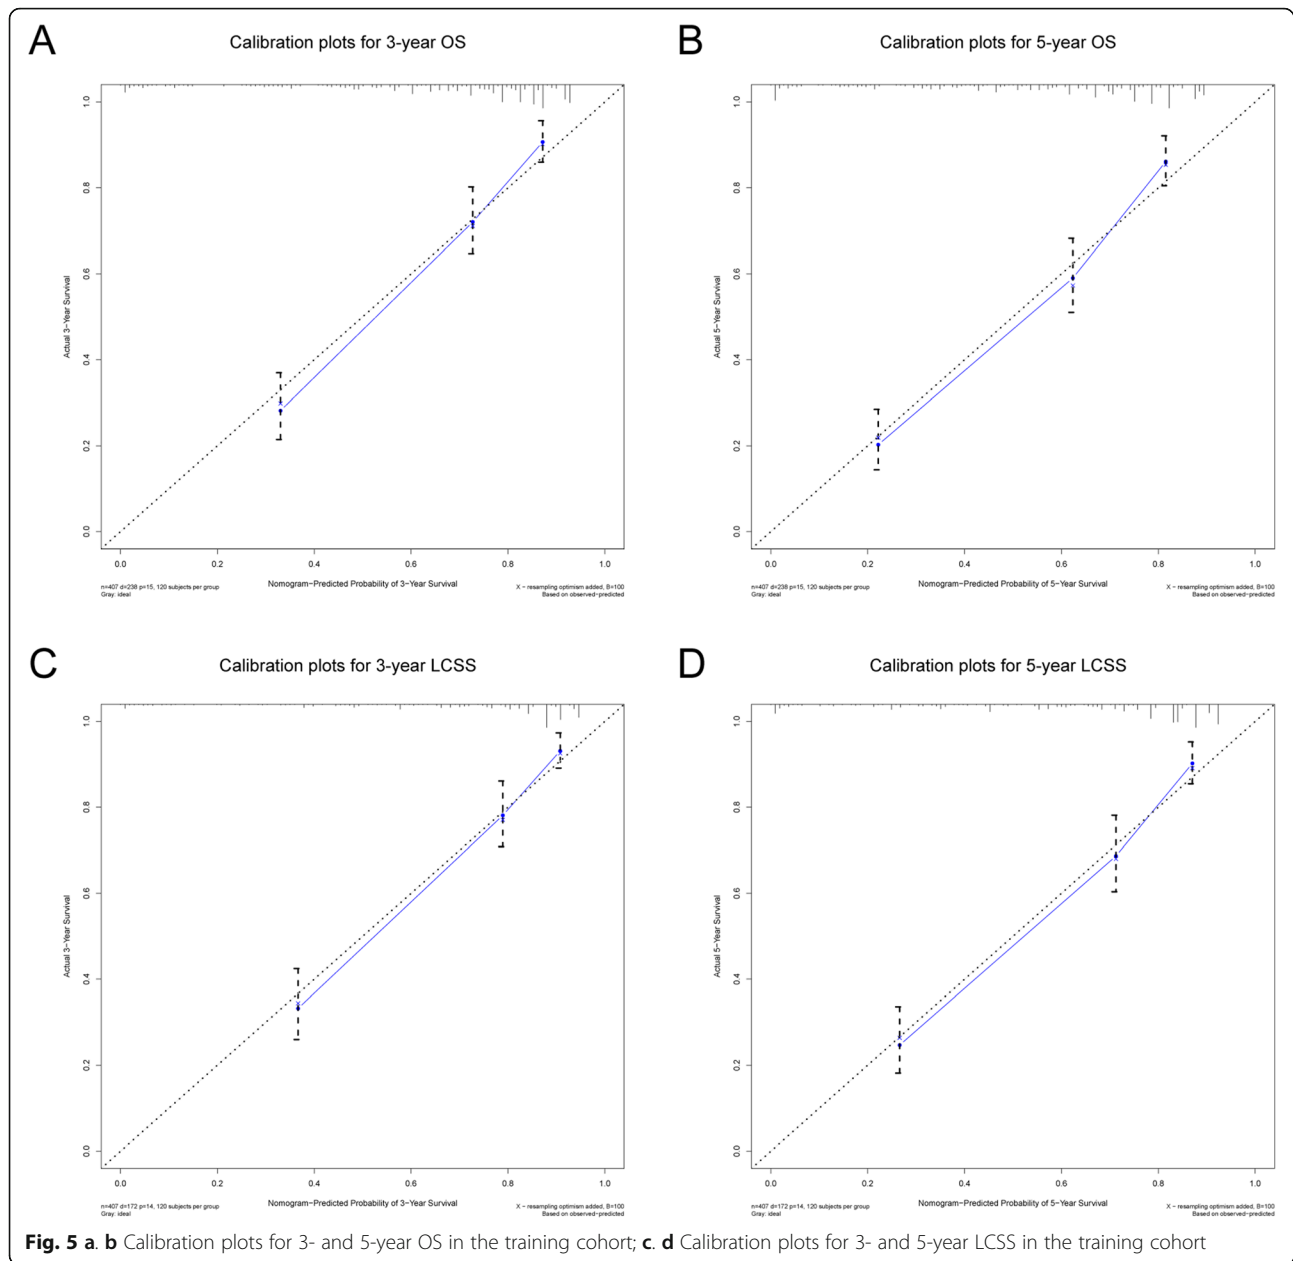 A
Calibration plots for 3-year OS
Actual 3−Year Survival
1.0
0.8
0.6
0.4
0.2
0.0
0.0 0.2 0.4 0.6 0.8 1.0
Nomogram−Predicted Probability of 3−Year Survival
n=407 d=238 p=15, 120 subjects per group
Gray: ideal
X − resampling optimism added, B=100
Based on observed−predicted
B
Calibration plots for 5-year OS
Actual 5−Year Survival
1.0
0.8
0.6
0.4
0.2
0.0
0.0 0.2 0.4 0.6 0.8 1.0
Nomogram−Predicted Probability of 5−Year Survival
n=407 d=238 p=15, 120 subjects per group
Gray: ideal
X − resampling optimism added, B=100
Based on observed−predicted
C
Calibration plots for 3-year LCSS
Actual 3−Year Survival
1.0
0.8
0.6
0.4
0.2
0.0
0.0 0.2 0.4 0.6 0.8 1.0
Nomogram−Predicted Probability of 3−Year Survival
n=407 d=172 p=14, 120 subjects per group
Gray: ideal
X − resampling optimism added, B=100
Based on observed−predicted
D
Calibration plots for 5-year LCSS
Actual 5−Year Survival
1.0
0.8
0.6
0.4
0.2
0.0
0.0 0.2 0.4 0.6 0.8 1.0
Nomogram−Predicted Probability of 5−Year Survival
n=407 d=172 p=14, 120 subjects per group
Gray: ideal
X − resampling optimism added, B=100
Based on observed−predicted
Fig. 5 a. b Calibration plots for 3- and 5-year OS in the training cohort; c. d Calibration plots for 3- and 5-year LCSS in the training cohort